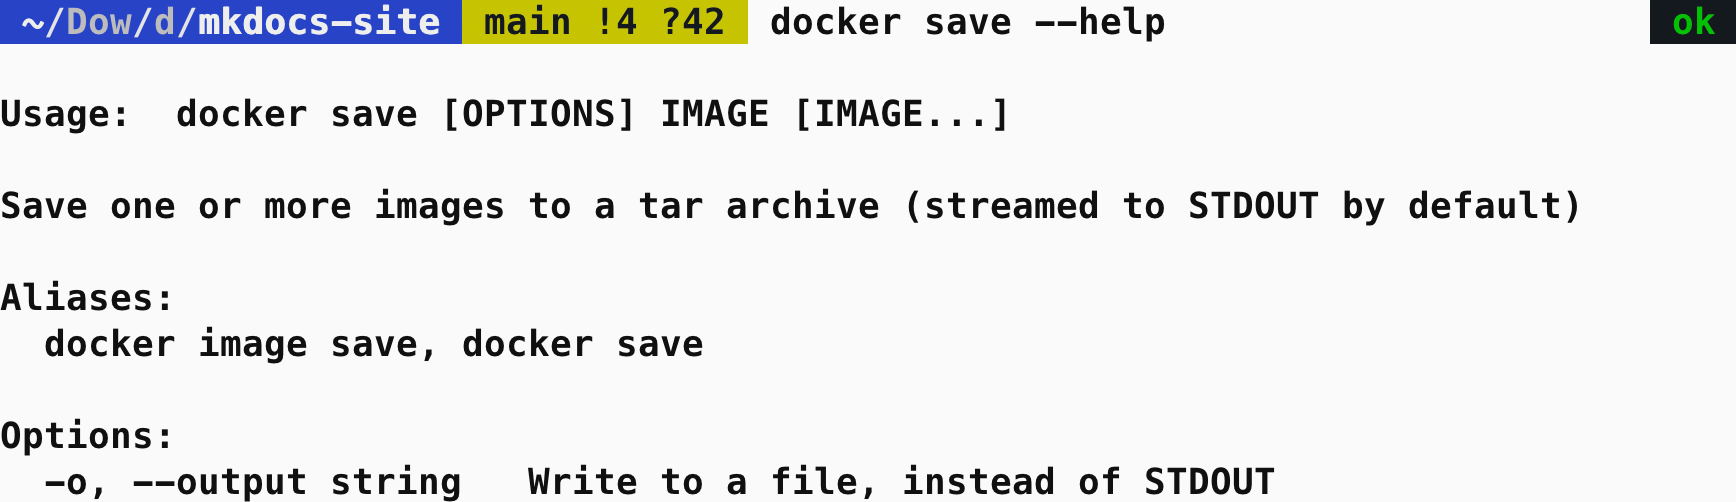 ~/Dow/d/mkdocs-site main !4 ?42 docker save --help ok
Usage:  docker save [OPTIONS] IMAGE [IMAGE...]
Save one or more images to a tar archive (streamed to STDOUT by default)
Aliases:
  docker image save, docker save
Options:
  -o, --output string   Write to a file, instead of STDOUT